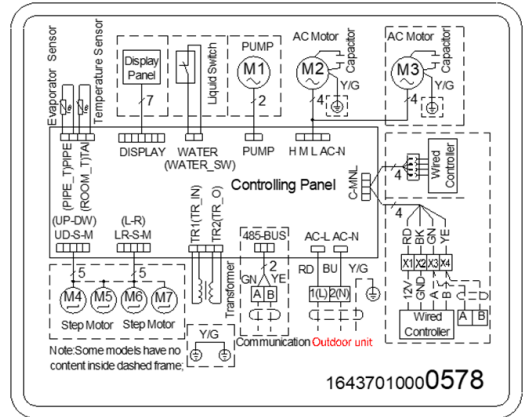 Evaporator Sensor
Temperature Sensor
Display
Panel
7
Liquid Switch
PUMP
M1
2
AC Motor
M2
Capacitor
Y/G
4
AC Motor
M3
Capacitor
Y/G
4
(PIPE_T)PIPE
(ROOM_T)TAI
DISPLAY
WATER
(WATER_SW)
PUMP
H M L AC-N
Controlling Panel
C-MNL
4
Wired
Controller
4
(UP-DW)
UD-S-M
(L-R)
LR-S-M
TR1(TR_IN)
TR2(TR_O)
485-BUS
AC-L AC-N
RD
BK
GN
YE
X1 X2 X3 X4
12V
GND
A
B
Wired
Controller
A B
5
5
M4 M5 M6 M7
Step Motor Step Motor
Transformer
2
GN YE
A B
RD BU Y/G
1(L) 2(N)
Communication Outdoor unit
Y/G
Note:Some models have no
content inside dashed frame;
16437010000578